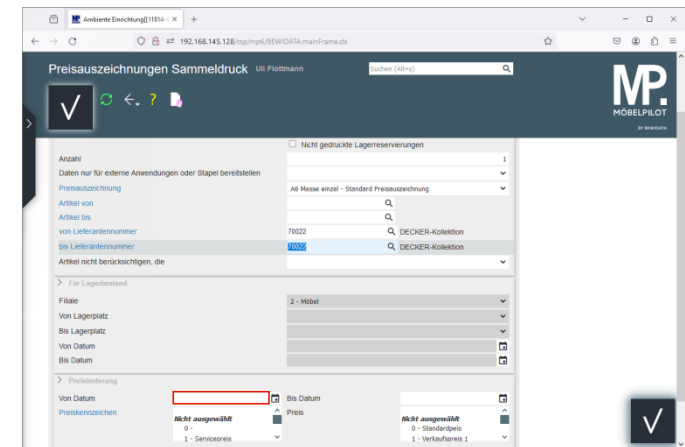 Ambiente Einrichtung[[11814-1 × +
192.168.145.128/csp/mp6/BEWIDATA.mainFrame.cls
Preisauszeichnungen Sammeldruck Uli Flottmann Suchen (Alt+s)
MP.
MÖBELPILOT
BY BEWIDATA
Nicht gedruckte Lagerreservierungen
Anzahl 1
Daten nur für externe Anwendungen oder Stapel bereitstellen
Preisauszeichnung A6 Messe einzel - Standard Preisauszeichnung
Artikel von
Artikel bis
von Lieferantennummer 70022 DECKER-Kollektion
bis Lieferantennummer 70022 DECKER-Kollektion
Artikel nicht berücksichtigen, die
Für Lagerbestand
Filiale 2 - Möbel
Von Lagerplatz
Bis Lagerplatz
Von Datum
Bis Datum
Preisänderung
Von Datum Bis Datum
Preiskennzeichen Nicht ausgewählt Preis Nicht ausgewählt
0 - 0 - Standardpeis
1 - Servicepreis 1 - Verkaufspreis 1